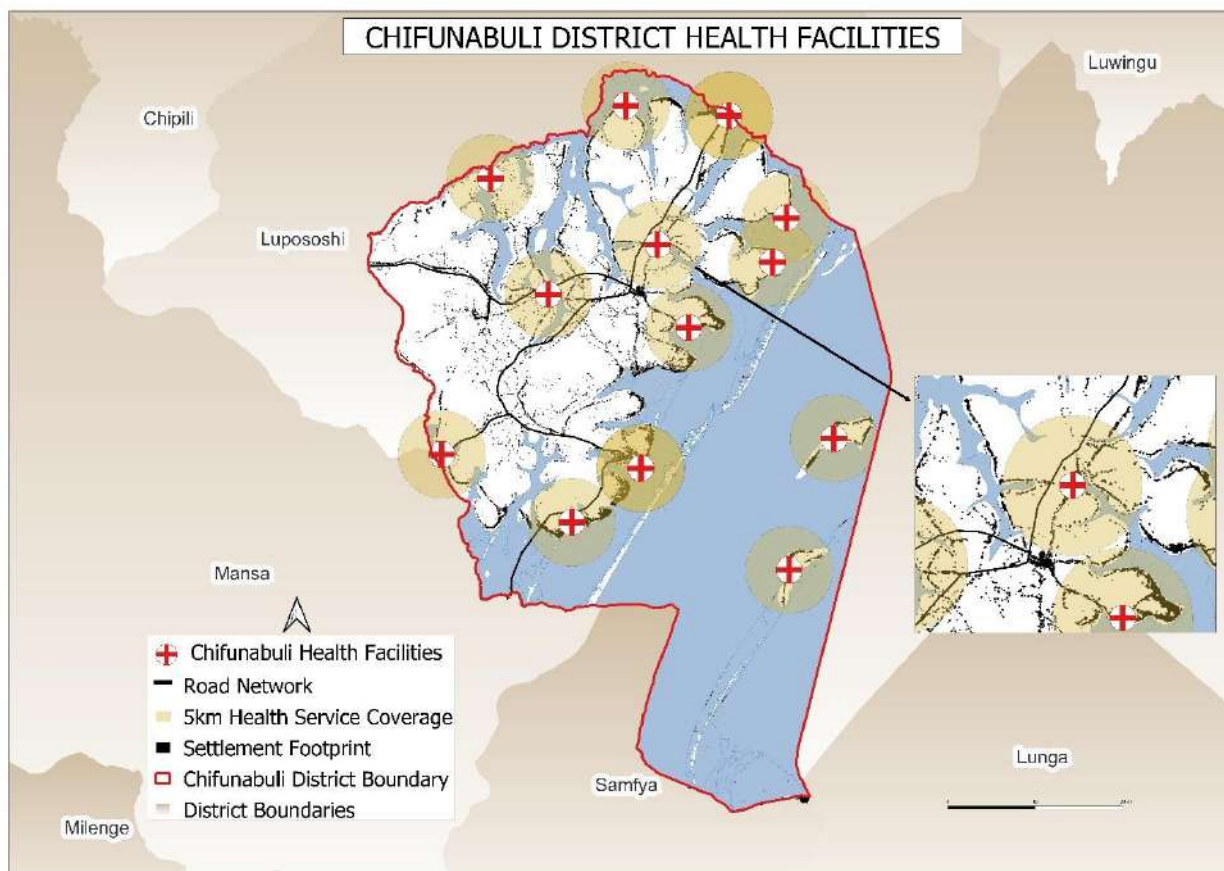 CHIFUNABULI DISTRICT HEALTH FACILITIES
Luwingu
Chipili
Lupososhi
Mansa
Chifunabuli Health Facilities
Road Network
5km Health Service Coverage
Settlement Footprint
Chifunabuli District Boundary
District Boundaries
Milenge
Samfya
Lunga